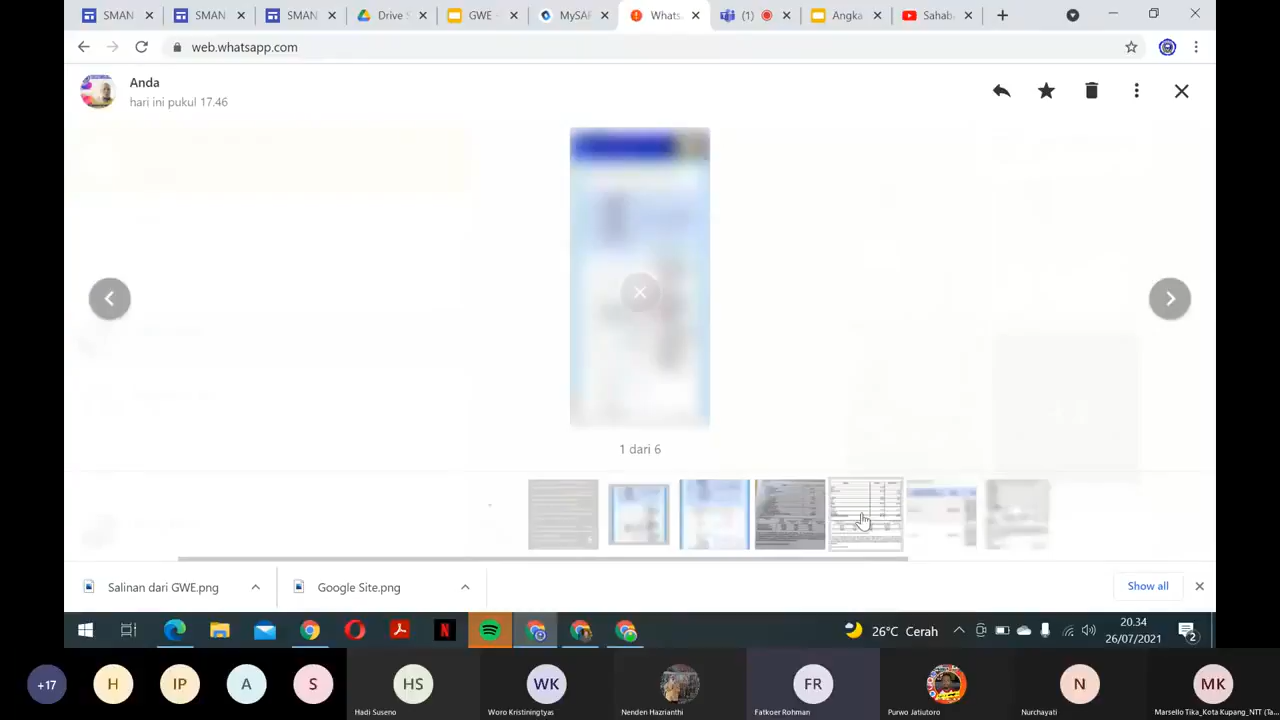 SMAN
SMAN
SMAN
Drive S
GWE -
MySAP
Whats
(1)
Angka
Sahab
web.whatsapp.com
Anda
hari ini pukul 17.46
1 dari 6
Salinan dari GWE.png
Google Site.png
Show all
26°C Cerah
20.34
26/07/2021
2
+17
H
IP
A
S
HS
WK
FR
N
MK
Hadi Suseno
Woro Kristiningtyas
Nenden Hazrianthi
Fatkoer Rohman
Purwo Jatiutoro
Nurchayati
Marsello Tika_Kota Kupang_NTT (Ta...